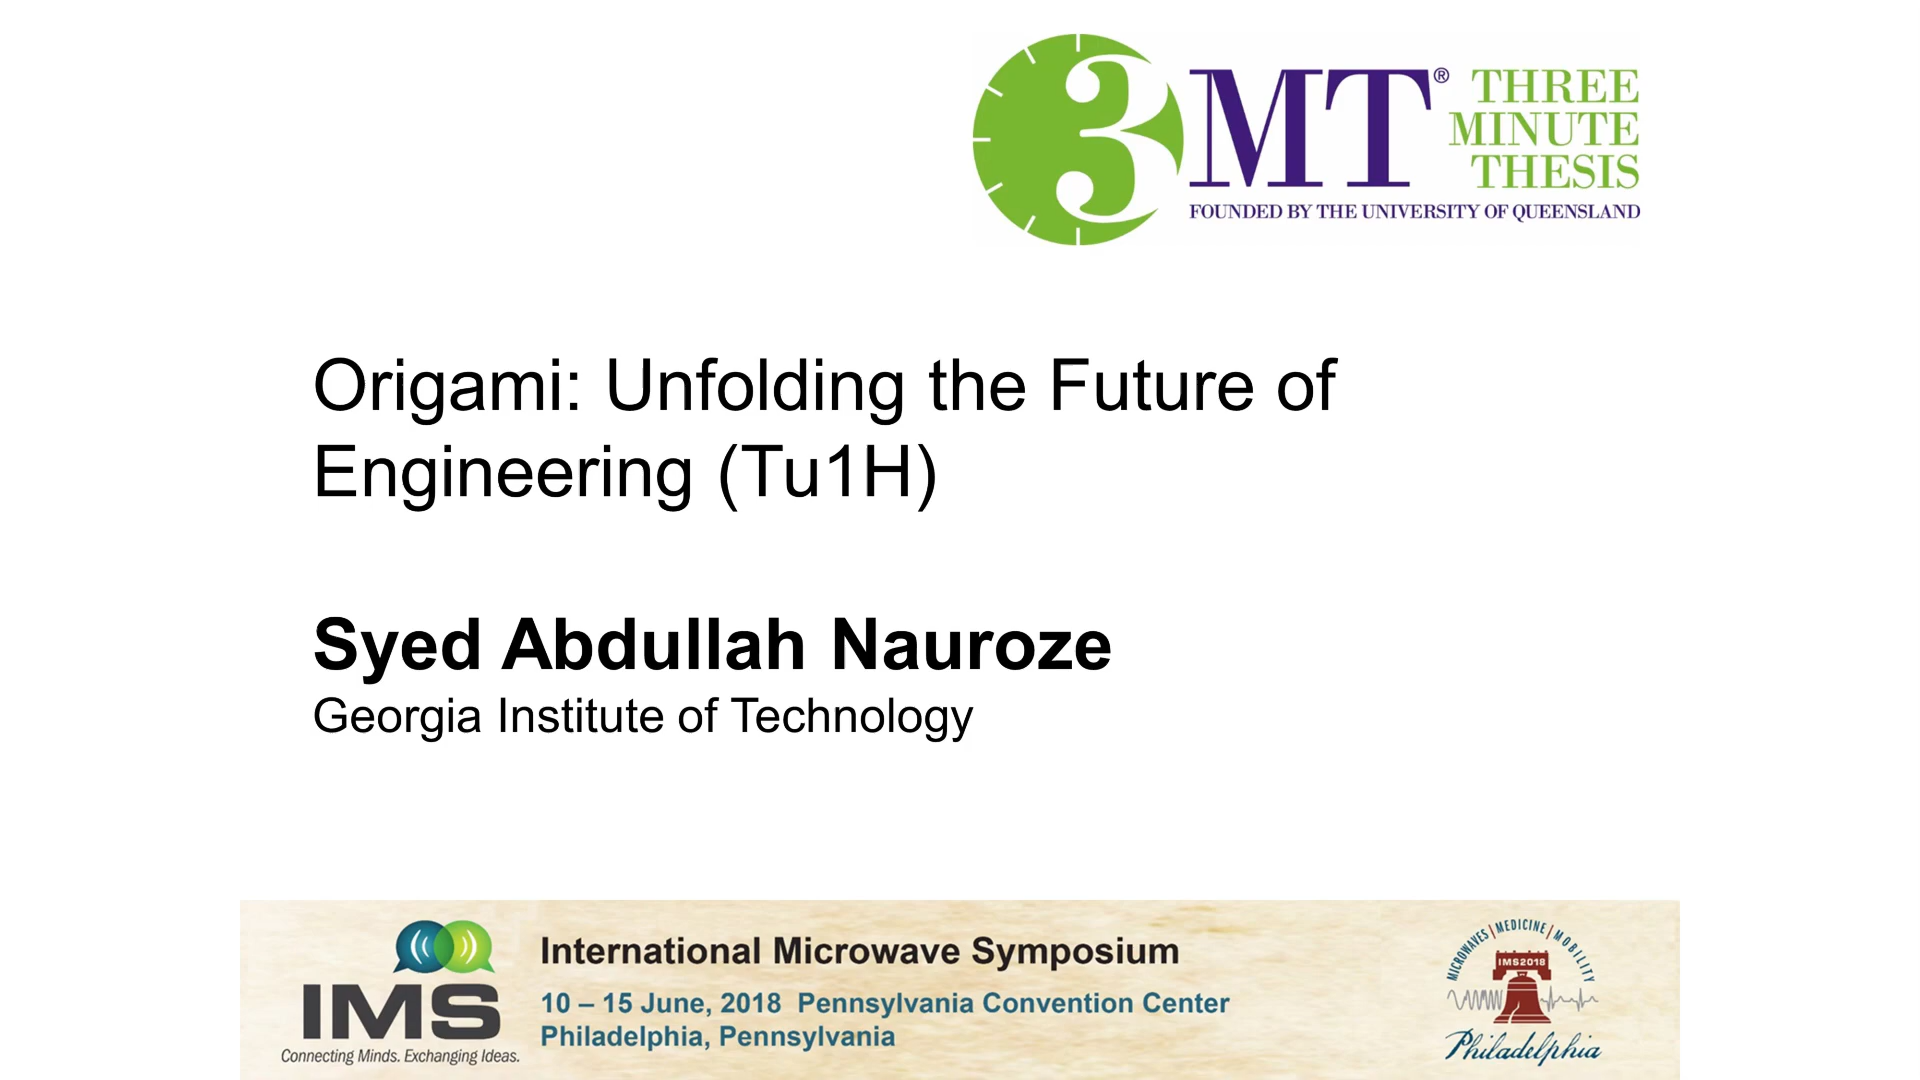 3MT® THREE
MINUTE
THESIS
FOUNDED BY THE UNIVERSITY OF QUEENSLAND
Origami: Unfolding the Future of
Engineering (Tu1H)
Syed Abdullah Nauroze
Georgia Institute of Technology
IMS
Connecting Minds. Exchanging Ideas.
International Microwave Symposium
10 – 15 June, 2018 Pennsylvania Convention Center
Philadelphia, Pennsylvania
MICROWAVES | MEDICINE | MOBILITY
IMS2018
Philadelphia